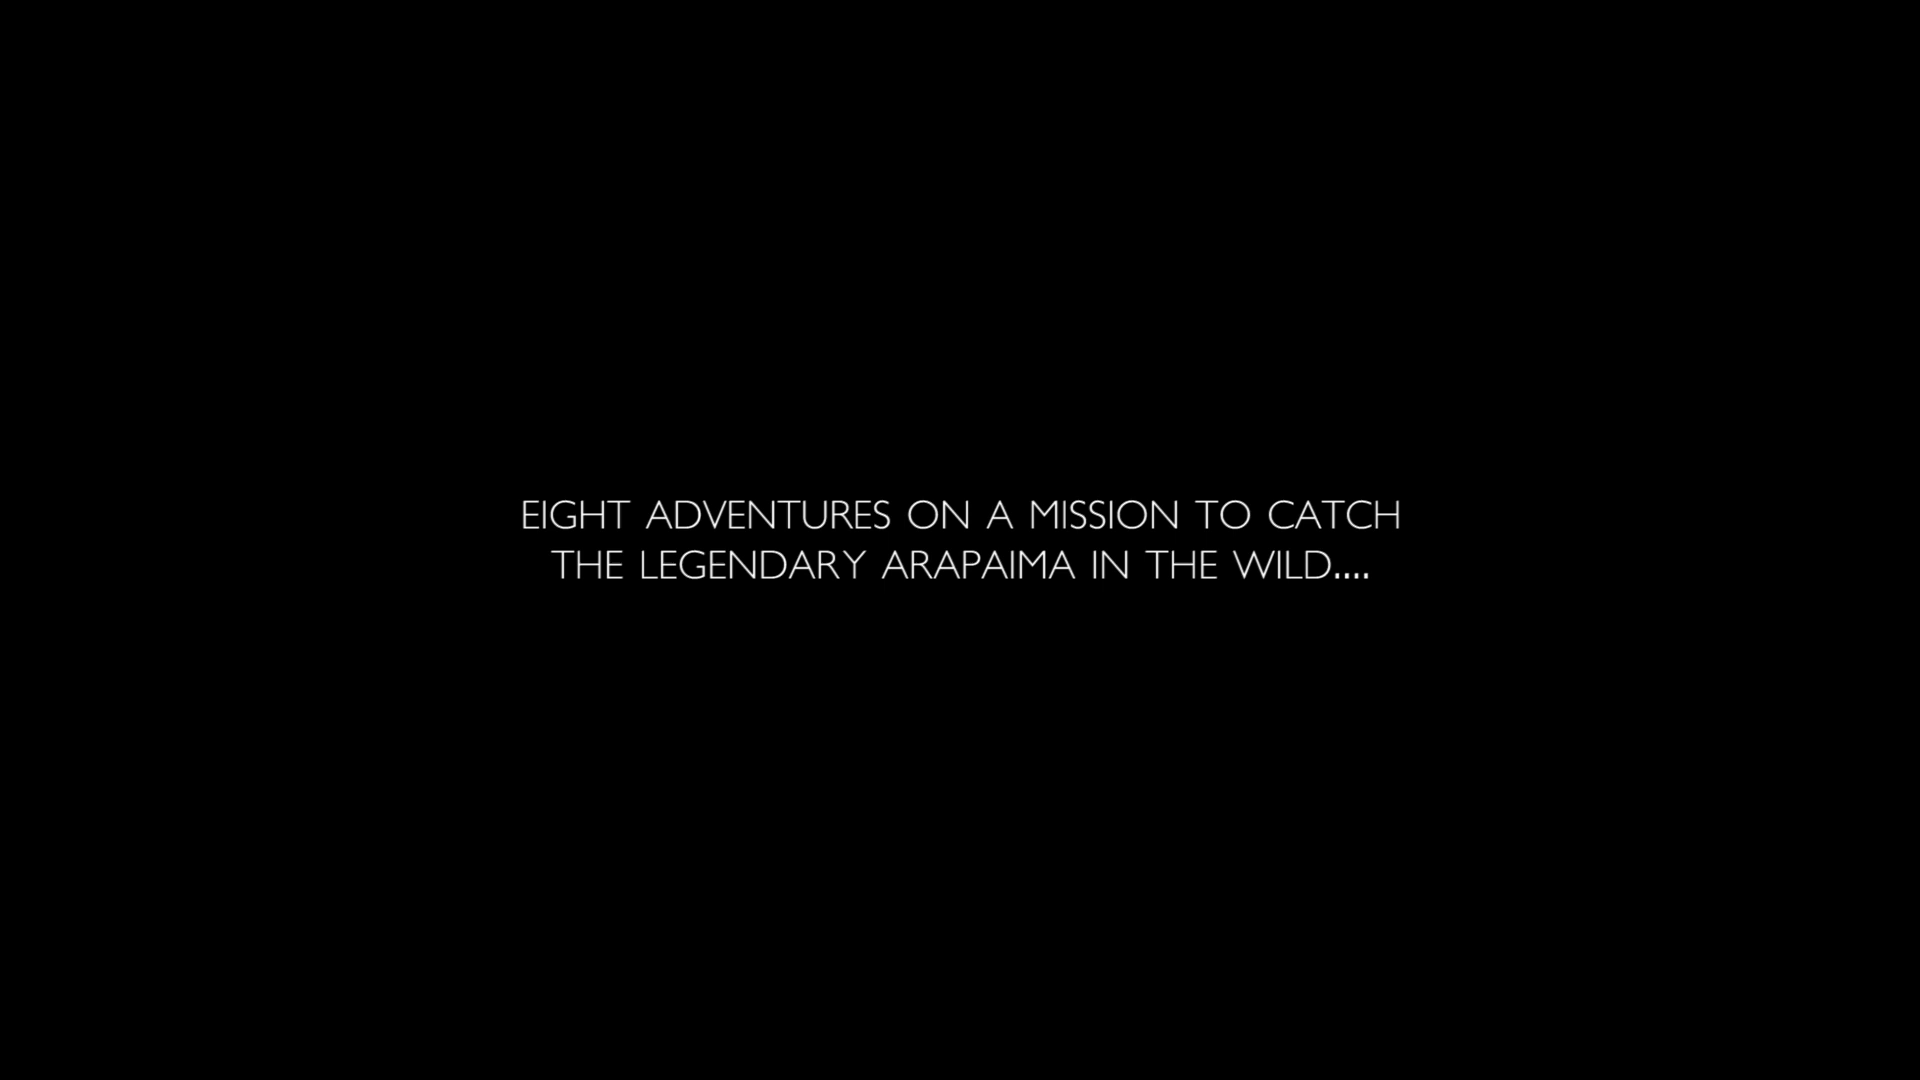 EIGHT ADVENTURES ON A MISSION TO CATCH
THE LEGENDARY ARAPAIMA IN THE WILD....